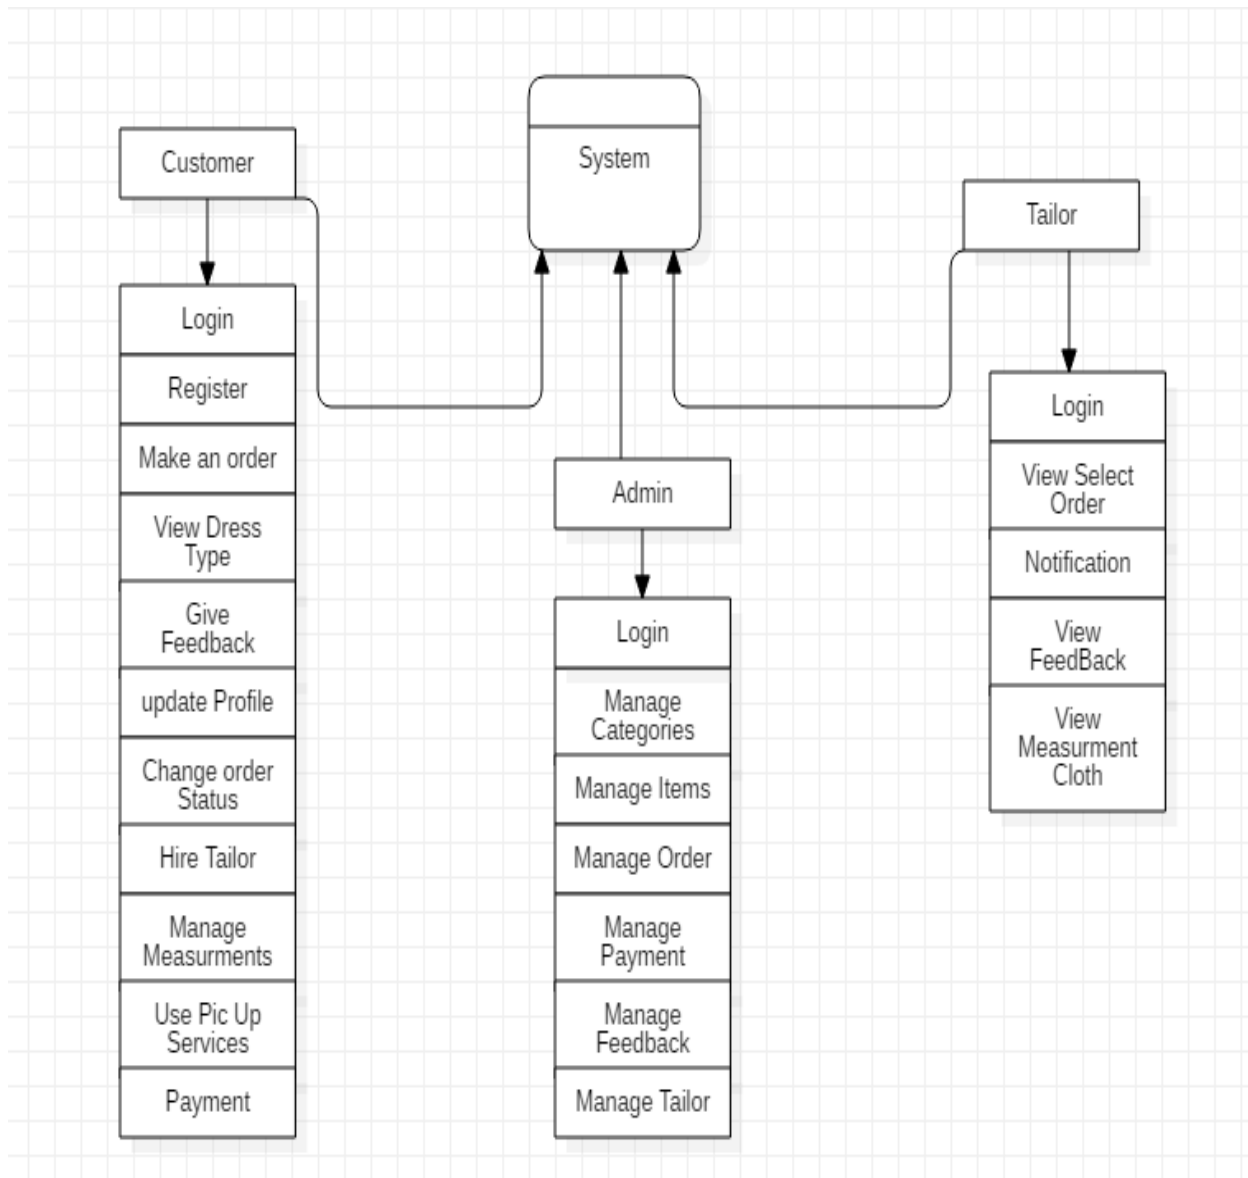 Customer
System
Tailor
Login
Register
Make an order
View Dress
Type
Give
Feedback
update Profile
Change order
Status
Hire Tailor
Manage
Measurments
Use Pic Up
Services
Payment
Admin
Login
Manage
Categories
Manage Items
Manage Order
Manage
Payment
Manage
Feedback
Manage Tailor
Login
View Select
Order
Notification
View
FeedBack
View
Measurment
Cloth